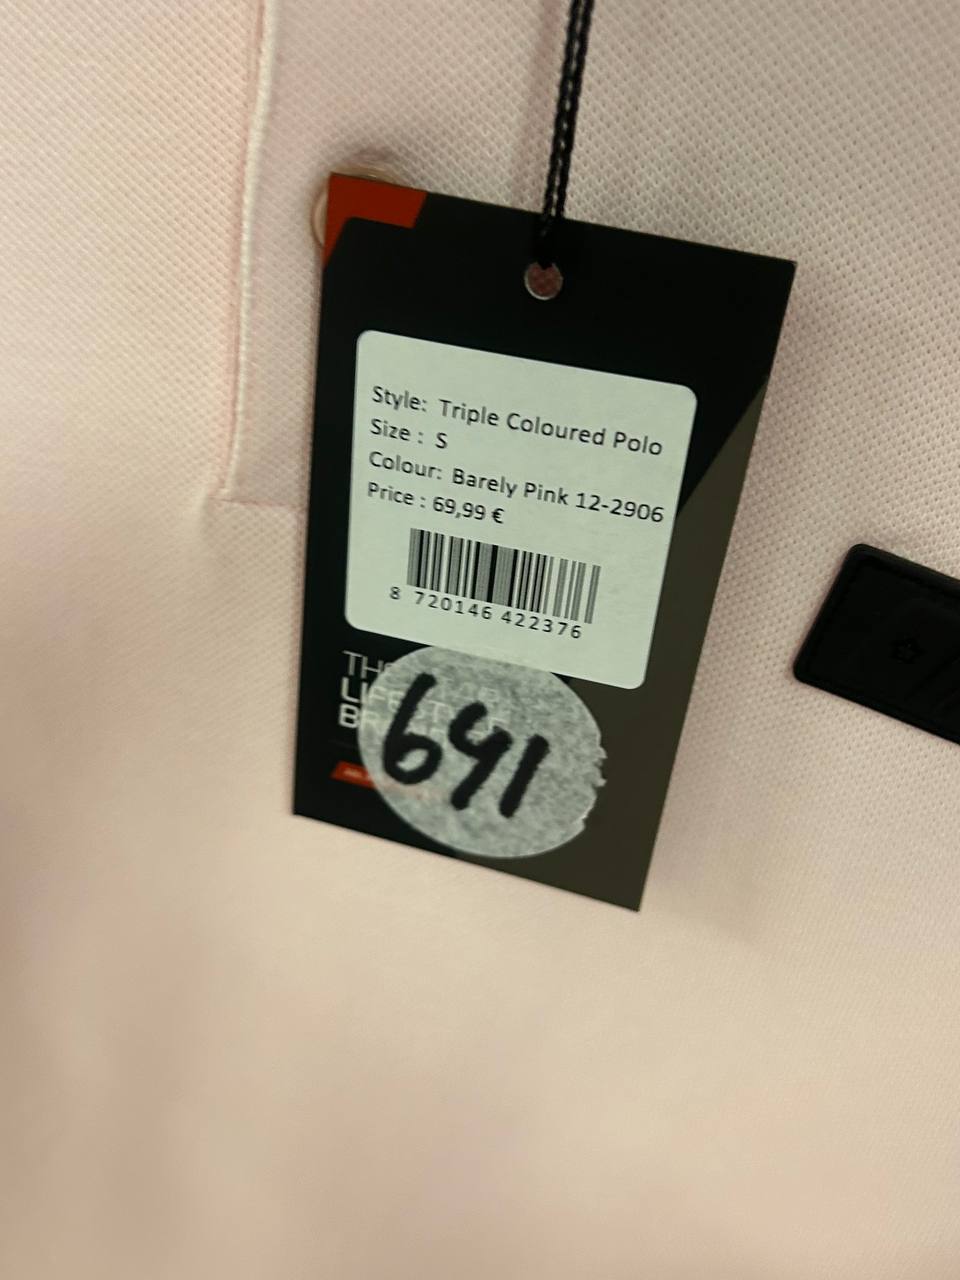 Style: Triple Coloured Polo
Size : S
Colour: Barely Pink 12-2906
Price : 69,99 €
8 720146 422376
641